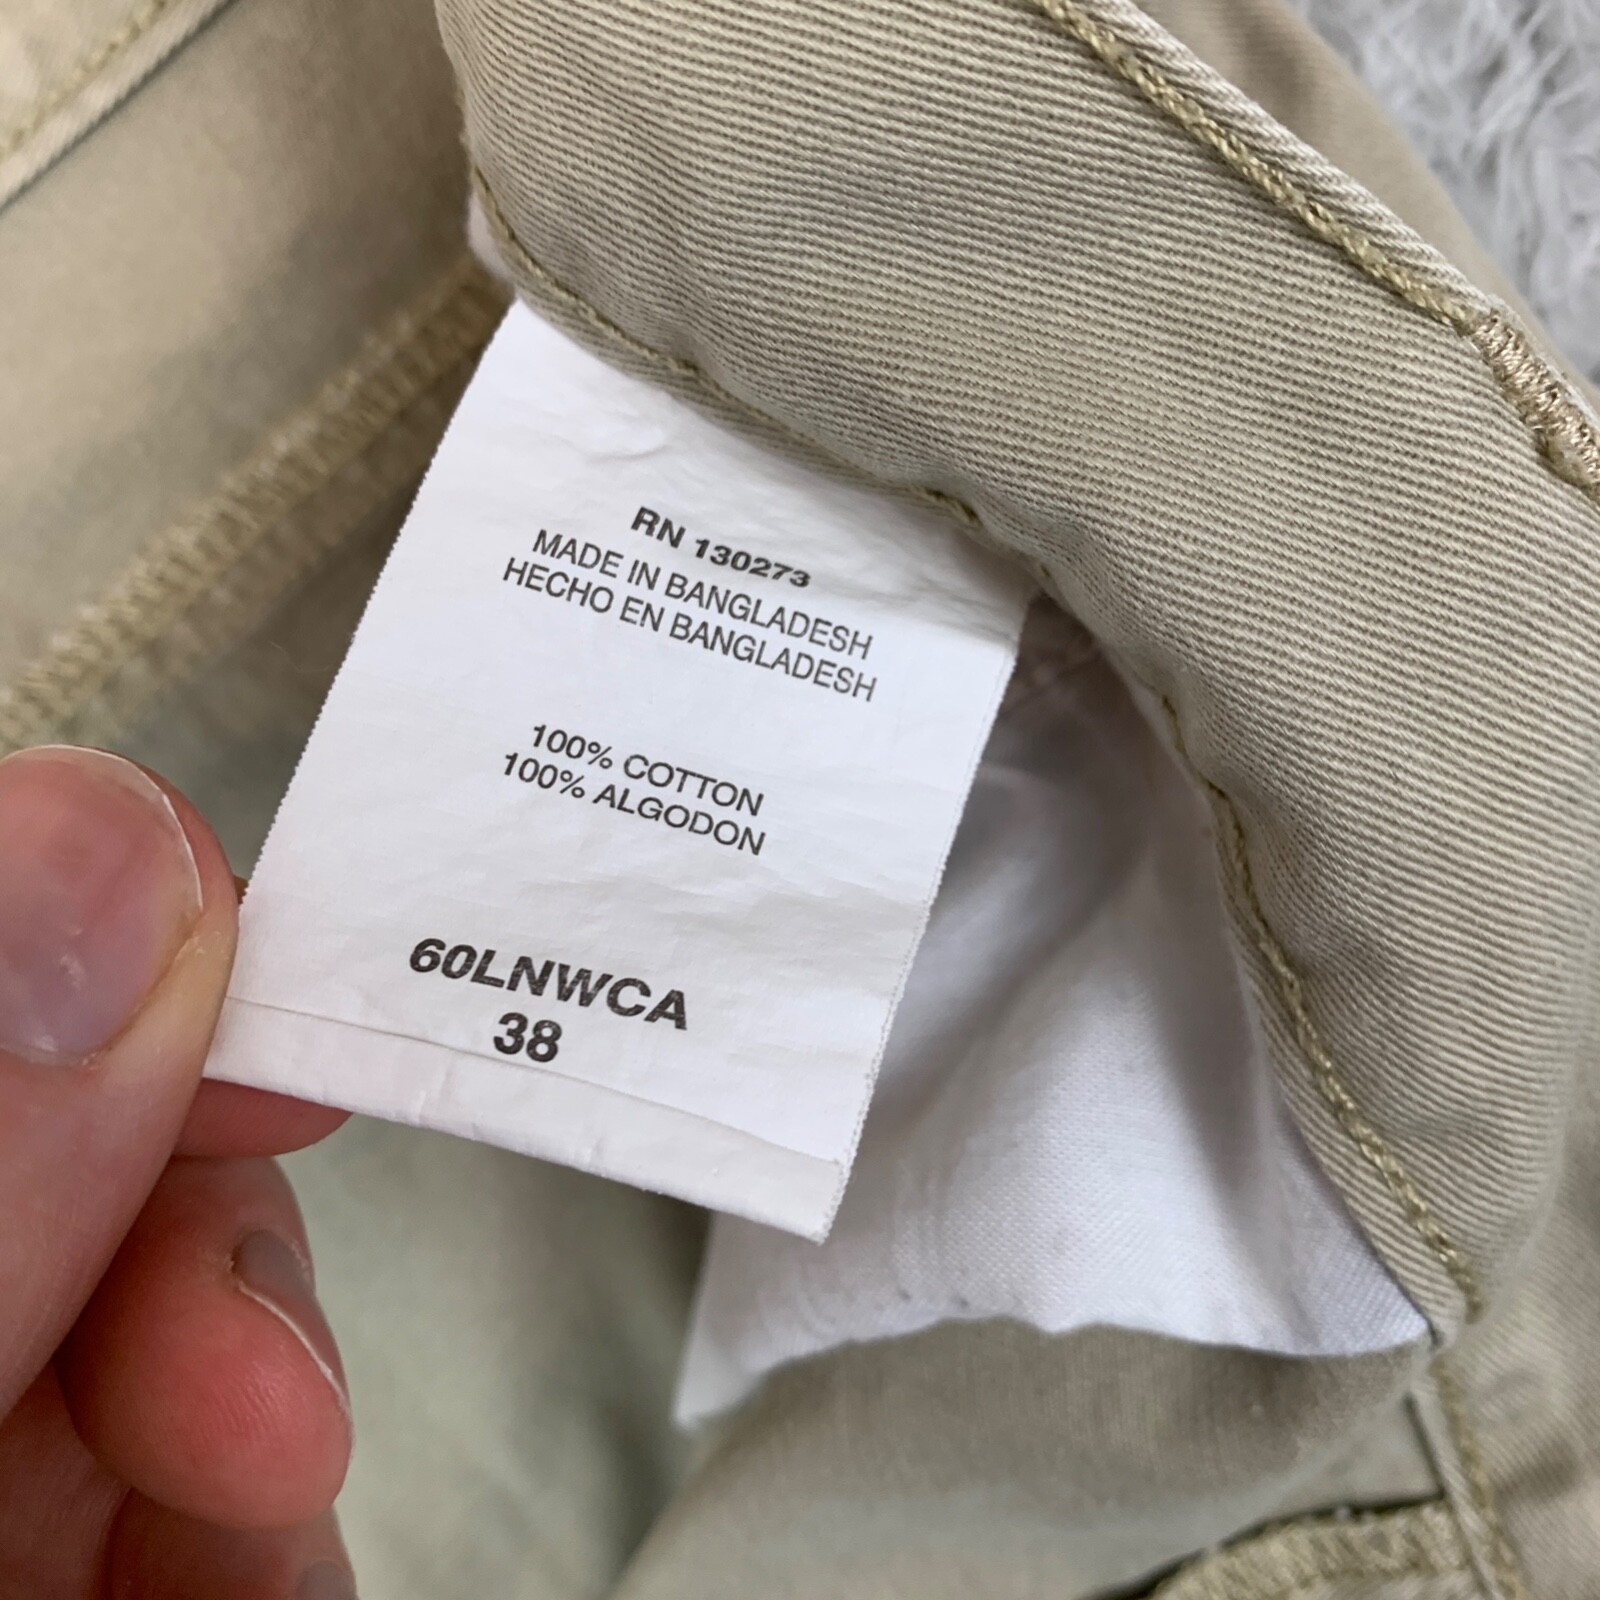 RN 130273
MADE IN BANGLADESH
HECHO EN BANGLADESH
100% COTTON
100% ALGODON
60LNWCA
38